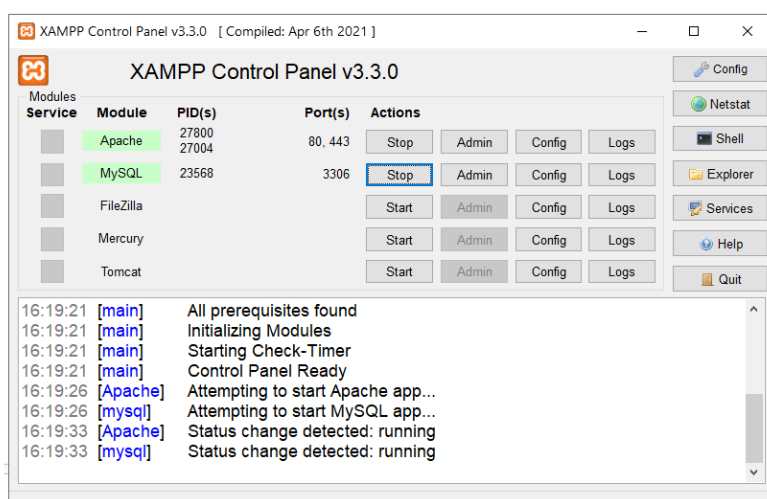 XAMPP Control Panel v3.3.0 [ Compiled: Apr 6th 2021 ]
XAMPP Control Panel v3.3.0
Config
Modules
Netstat
Service Module PID(s) Port(s) Actions
Apache 27800 27004 80, 443 Stop Admin Config Logs
Shell
MySQL 23568 3306 Stop Admin Config Logs
Explorer
FileZilla Start Admin Config Logs
Services
Mercury Start Admin Config Logs
Help
Tomcat Start Admin Config Logs
Quit
16:19:21 [main] All prerequisites found
16:19:21 [main] Initializing Modules
16:19:21 [main] Starting Check-Timer
16:19:21 [main] Control Panel Ready
16:19:26 [Apache] Attempting to start Apache app...
16:19:26 [mysql] Attempting to start MySQL app...
16:19:33 [Apache] Status change detected: running
16:19:33 [mysql] Status change detected: running